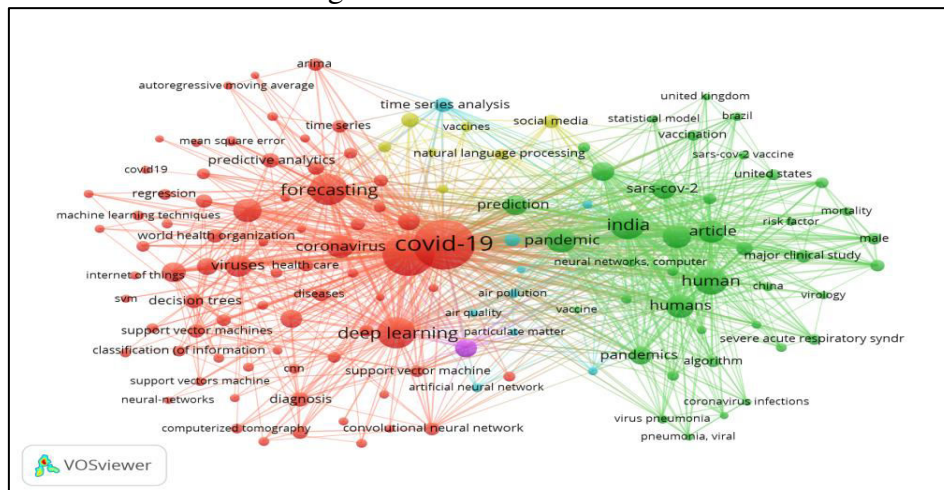 arima
autoregressive moving average
time series analysis
united kingdom
brazil
statistical model
social media
vaccines
time series
vaccination
mean square error
natural language processing
sars-cov-2 vaccine
predictive analytics
covid19
united states
forecasting
sars-cov-2
regression
prediction
mortality
machine learning techniques
risk factor
india
article
world health organization
coronavirus
covid-19
pandemic
male
viruses
health care
neural networks, computer
major clinical study
internet of things
svm
human
china
decision trees
diseases
air pollution
virology
humans
air quality
vaccine
support vector machines
deep learning
particulate matter
severe acute respiratory syndr
classification (of information
pandemics
algorithm
cnn
support vector machine
support vectors machine
artificial neural network
neural-networks
diagnosis
coronavirus infections
computerized tomography
convolutional neural network
virus pneumonia
pneumonia, viral
VOSviewer